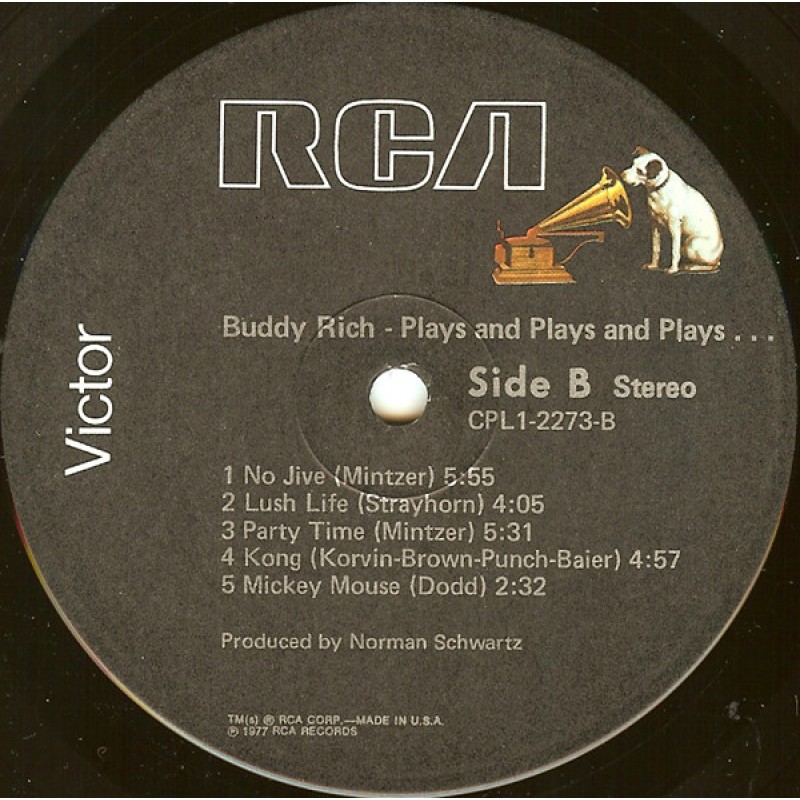 RCA
Victor
Buddy Rich - Plays and Plays and Plays . . .
Side B Stereo
CPL1-2273-B
1 No Jive (Mintzer) 5:55
2 Lush Life (Strayhorn) 4:05
3 Party Time (Mintzer) 5:31
4 Kong (Korvin-Brown-Punch-Baier) 4:57
5 Mickey Mouse (Dodd) 2:32
Produced by Norman Schwartz
TM(s) ® RCA CORP.—MADE IN U.S.A.
℗ 1977 RCA RECORDS